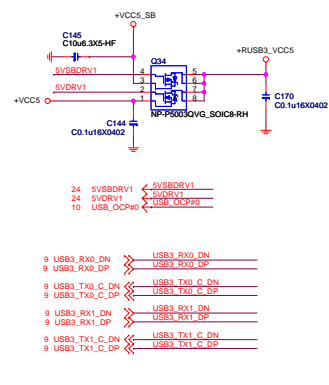 +VCC5_SB
C145
C10u6.3X5-HF
Q34
+RUSB3_VCC5
5VSBDRV1
4
5
3
6
5VDRV1
2
7
+VCC5
1
8
NP-P5003QVG_SOIC8-RH
C170
C0.1u16X0402
C144
C0.1u16X0402
24 5VSBDRV1 5VSBDRV1
24 5VDRV1 5VDRV1
10 USB_OCP#0 USB_OCP#0
9 USB3_RX0_DN USB3_RX0_DN
9 USB3_RX0_DP USB3_RX0_DP
9 USB3_TX0_C_DN USB3_TX0_C_DN
9 USB3_TX0_C_DP USB3_TX0_C_DP
9 USB3_RX1_DN USB3_RX1_DN
9 USB3_RX1_DP USB3_RX1_DP
9 USB3_TX1_C_DN USB3_TX1_C_DN
9 USB3_TX1_C_DP USB3_TX1_C_DP